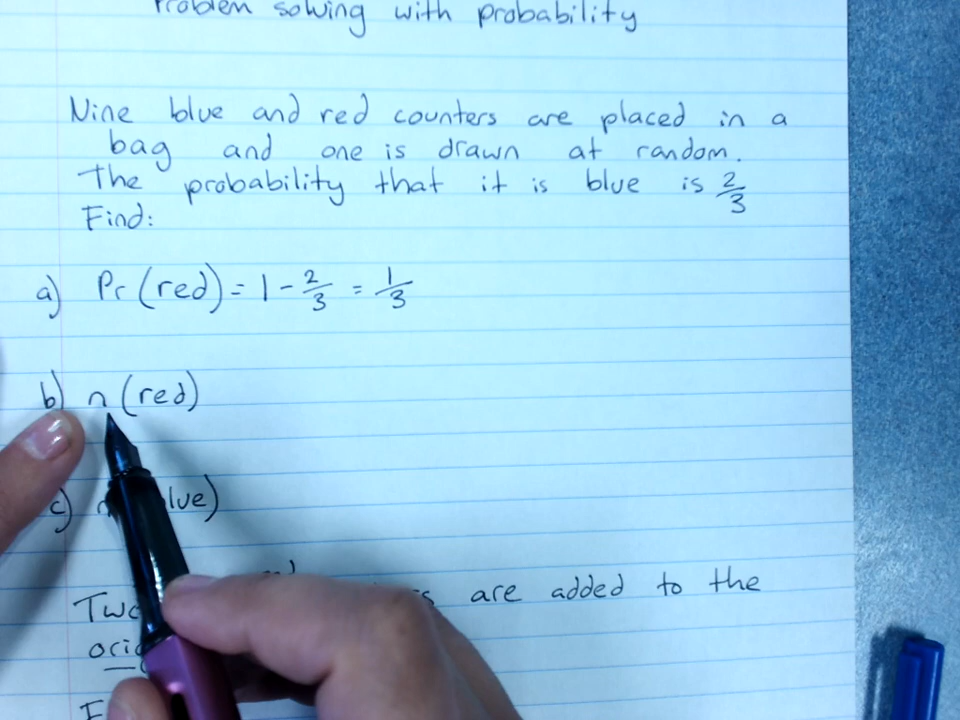 Problem solving with probability
Nine blue and red counters are placed in a
bag and one is drawn at random.
The probability that it is blue is 2/3
Find:
a) Pr(red) = 1 - 2/3 = 1/3
b) n(red)
c)
are added to the